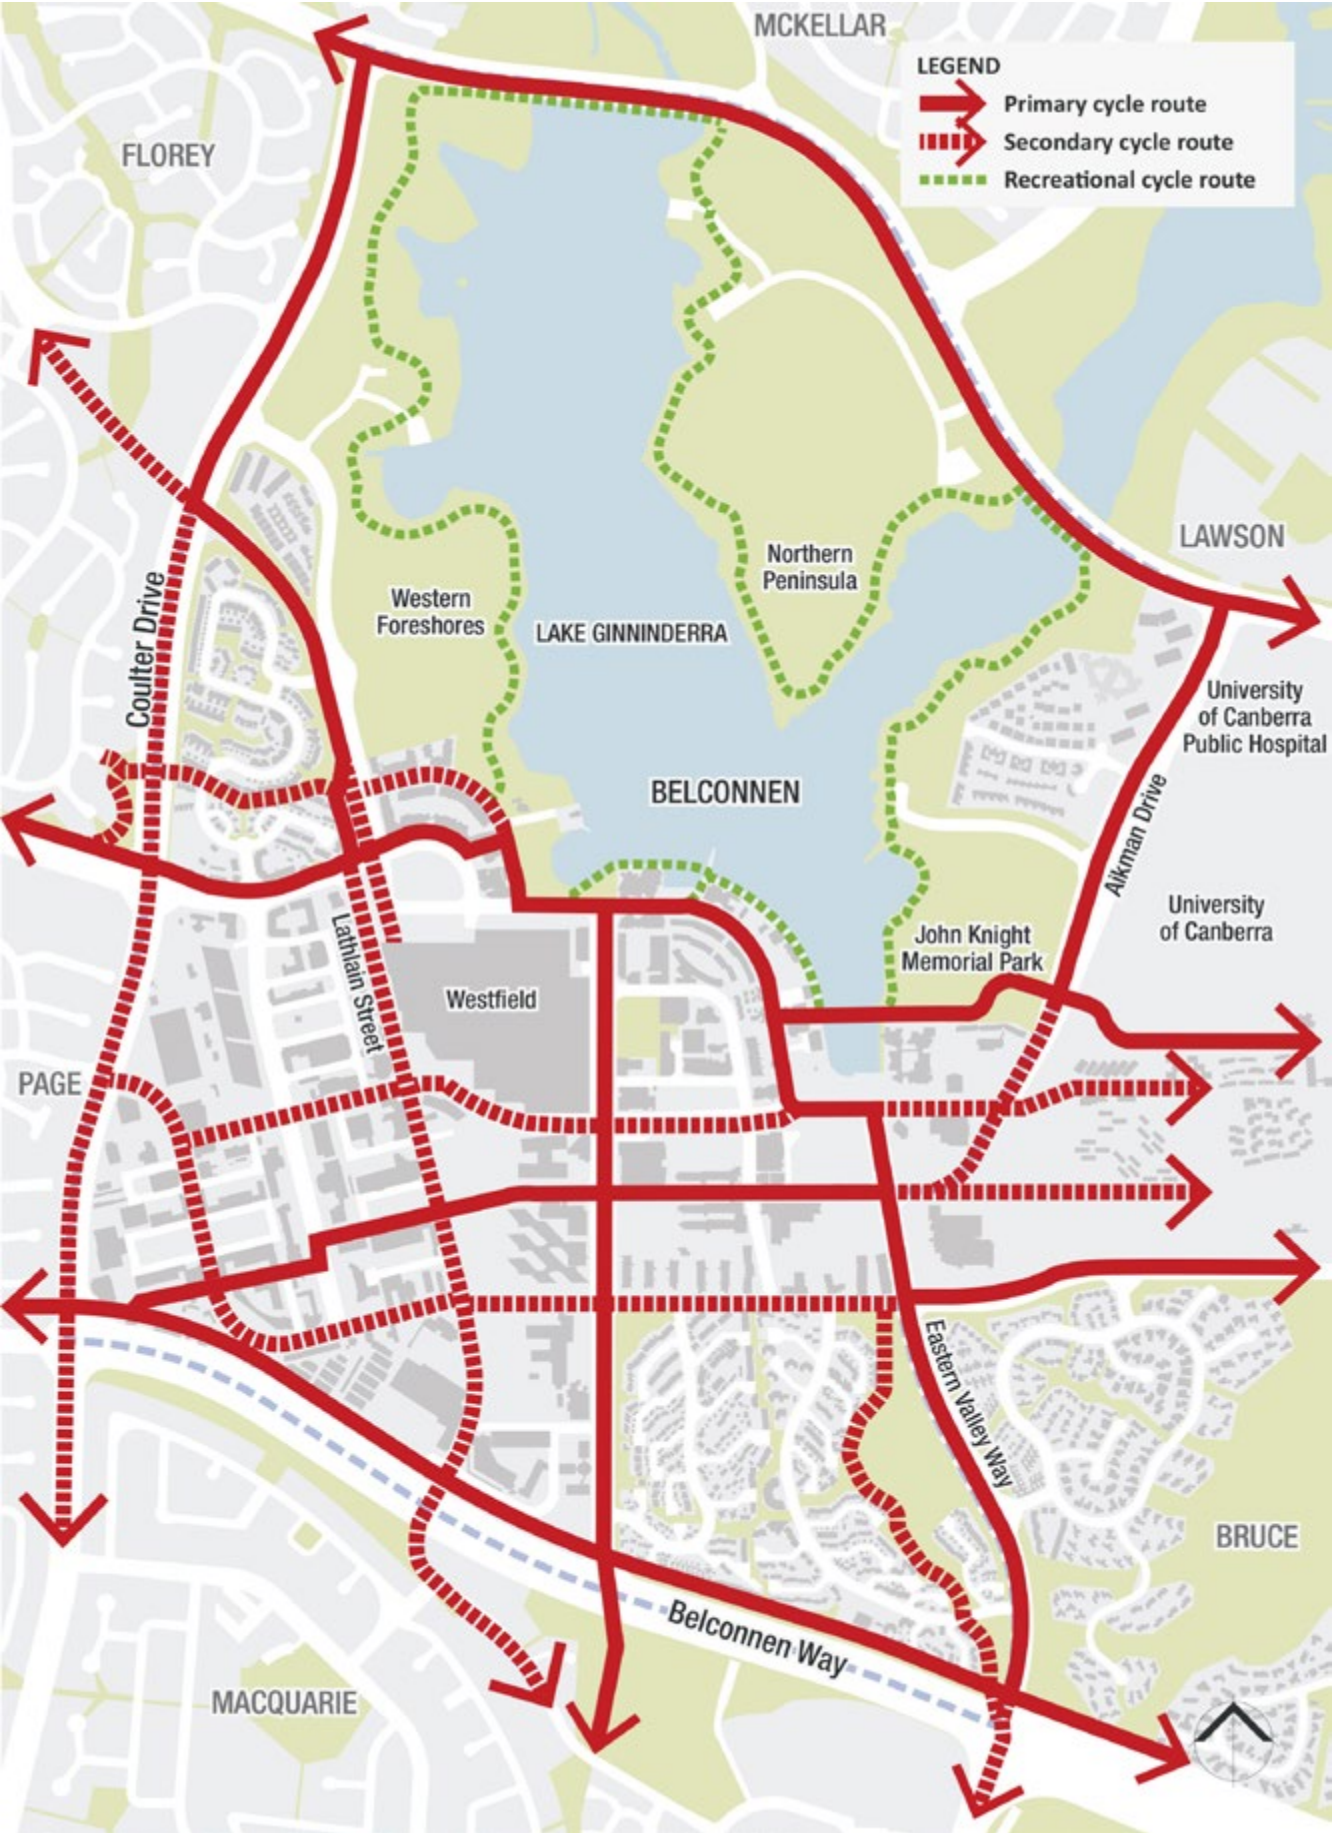 MCKELLAR
LEGEND
Primary cycle route
Secondary cycle route
Recreational cycle route
FLOREY
LAWSON
Northern
Peninsula
Western
Foreshores
LAKE GINNINDERRA
Coulter Drive
University
of Canberra
Public Hospital
BELCONNEN
Aikman Drive
University
of Canberra
John Knight
Memorial Park
Lathlain Street
Westfield
PAGE
Eastern Valley Way
BRUCE
Belconnen Way
MACQUARIE